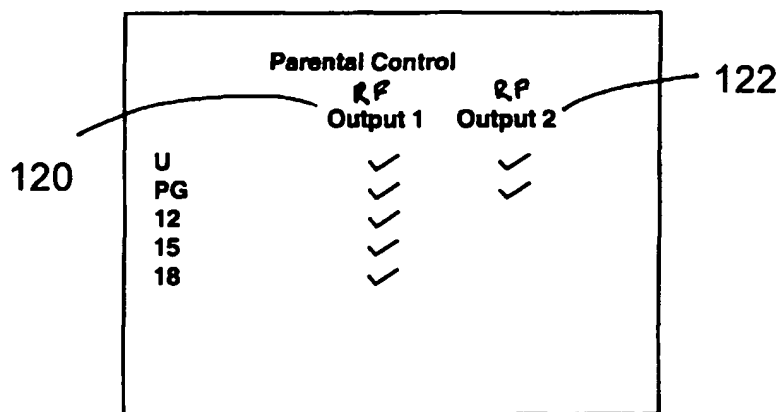 Parental Control
RF RF
Output 1 Output 2
122
120
U ✓ ✓
PG ✓ ✓
12 ✓
15 ✓
18 ✓